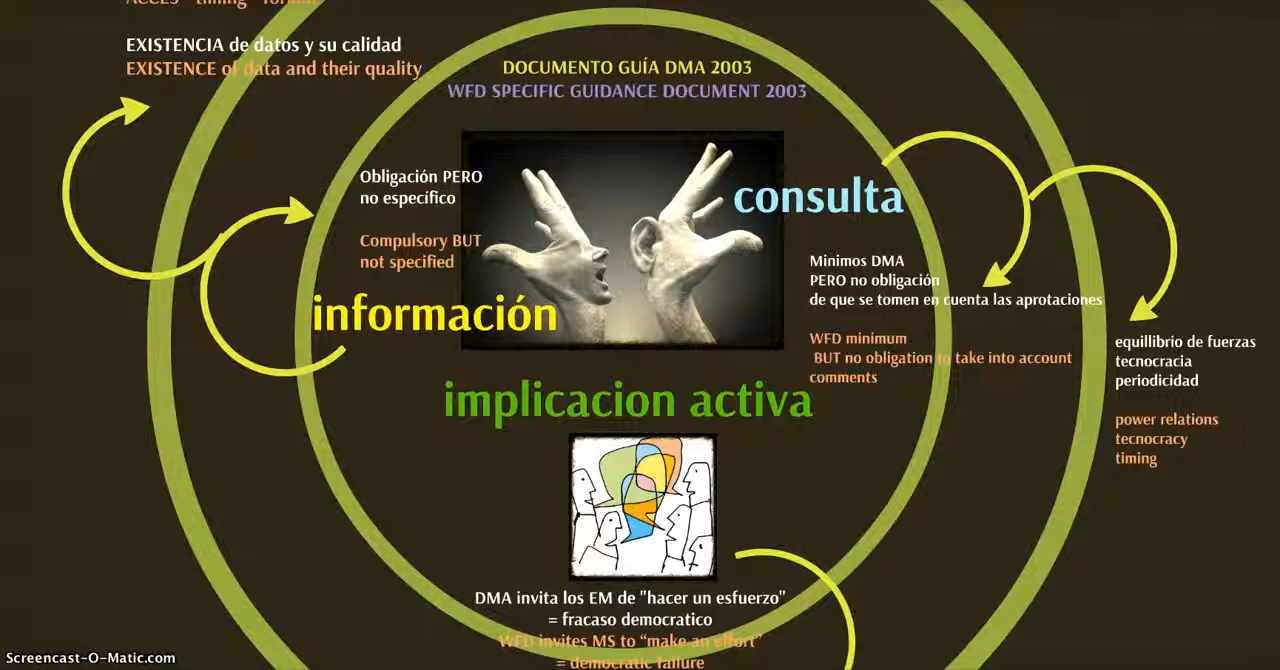 ACCES - timing - format
EXISTENCIA de datos y su calidad
EXISTENCE of data and their quality
DOCUMENTO GUÍA DMA 2003
WFD SPECIFIC GUIDANCE DOCUMENT 2003
Obligación PERO
no especifico
Compulsory BUT
not specified
información
consulta
Minimos DMA
PERO no obligación
de que se tomen en cuenta las aprotaciones
WFD minimum
BUT no obligation to take into account
comments
equillibrio de fuerzas
tecnocracia
periodicidad
power relations
tecnocracy
timing
implicacion activa
DMA invita los EM de "hacer un esfuerzo"
= fracaso democratico
WFD invites MS to “make an effort”
= democratic failure
Screencast-O-Matic.com